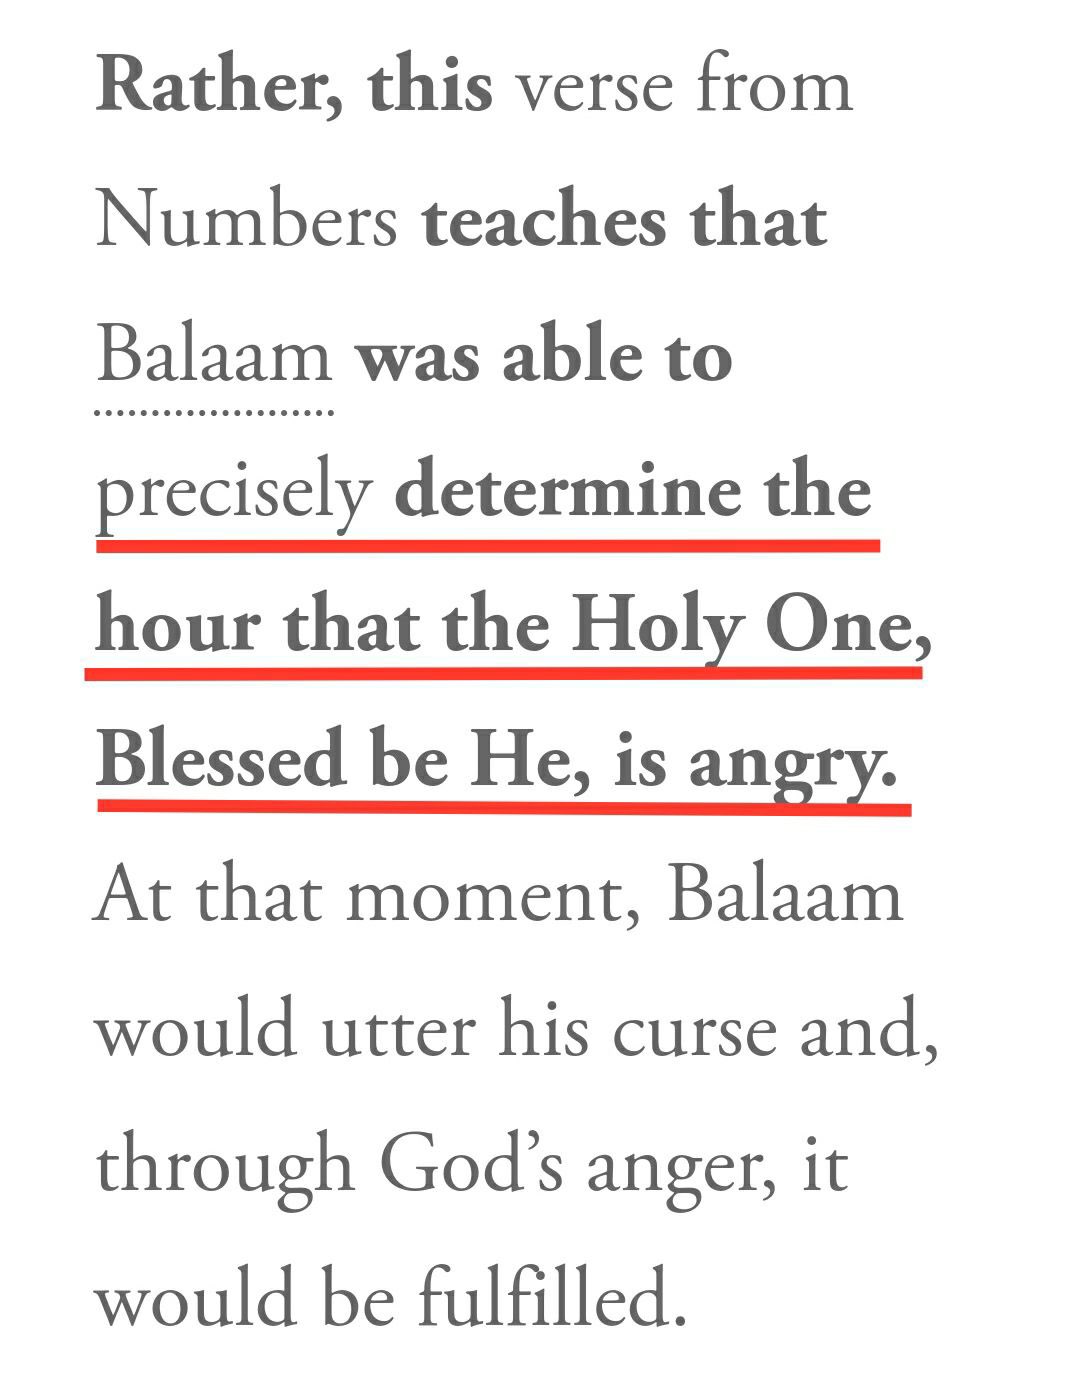 Rather, this verse from
Numbers teaches that
Balaam was able to
precisely determine the
hour that the Holy One,
Blessed be He, is angry.
At that moment, Balaam
would utter his curse and,
through God’s anger, it
would be fulfilled.